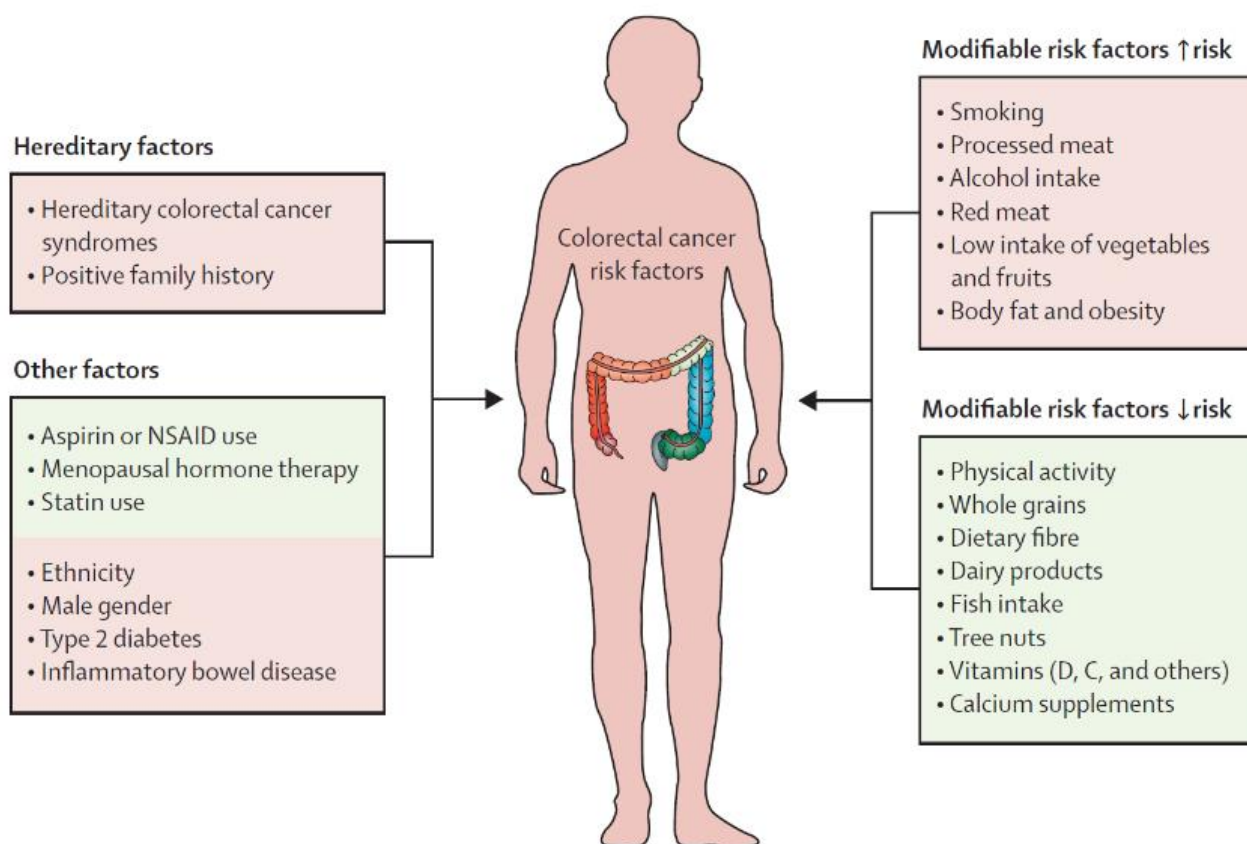 Hereditary factors
• Hereditary colorectal cancer
syndromes
• Positive family history
Other factors
• Aspirin or NSAID use
• Menopausal hormone therapy
• Statin use
• Ethnicity
• Male gender
• Type 2 diabetes
• Inflammatory bowel disease
Colorectal cancer
risk factors
Modifiable risk factors ↑risk
• Smoking
• Processed meat
• Alcohol intake
• Red meat
• Low intake of vegetables
and fruits
• Body fat and obesity
Modifiable risk factors ↓risk
• Physical activity
• Whole grains
• Dietary fibre
• Dairy products
• Fish intake
• Tree nuts
• Vitamins (D, C, and others)
• Calcium supplements